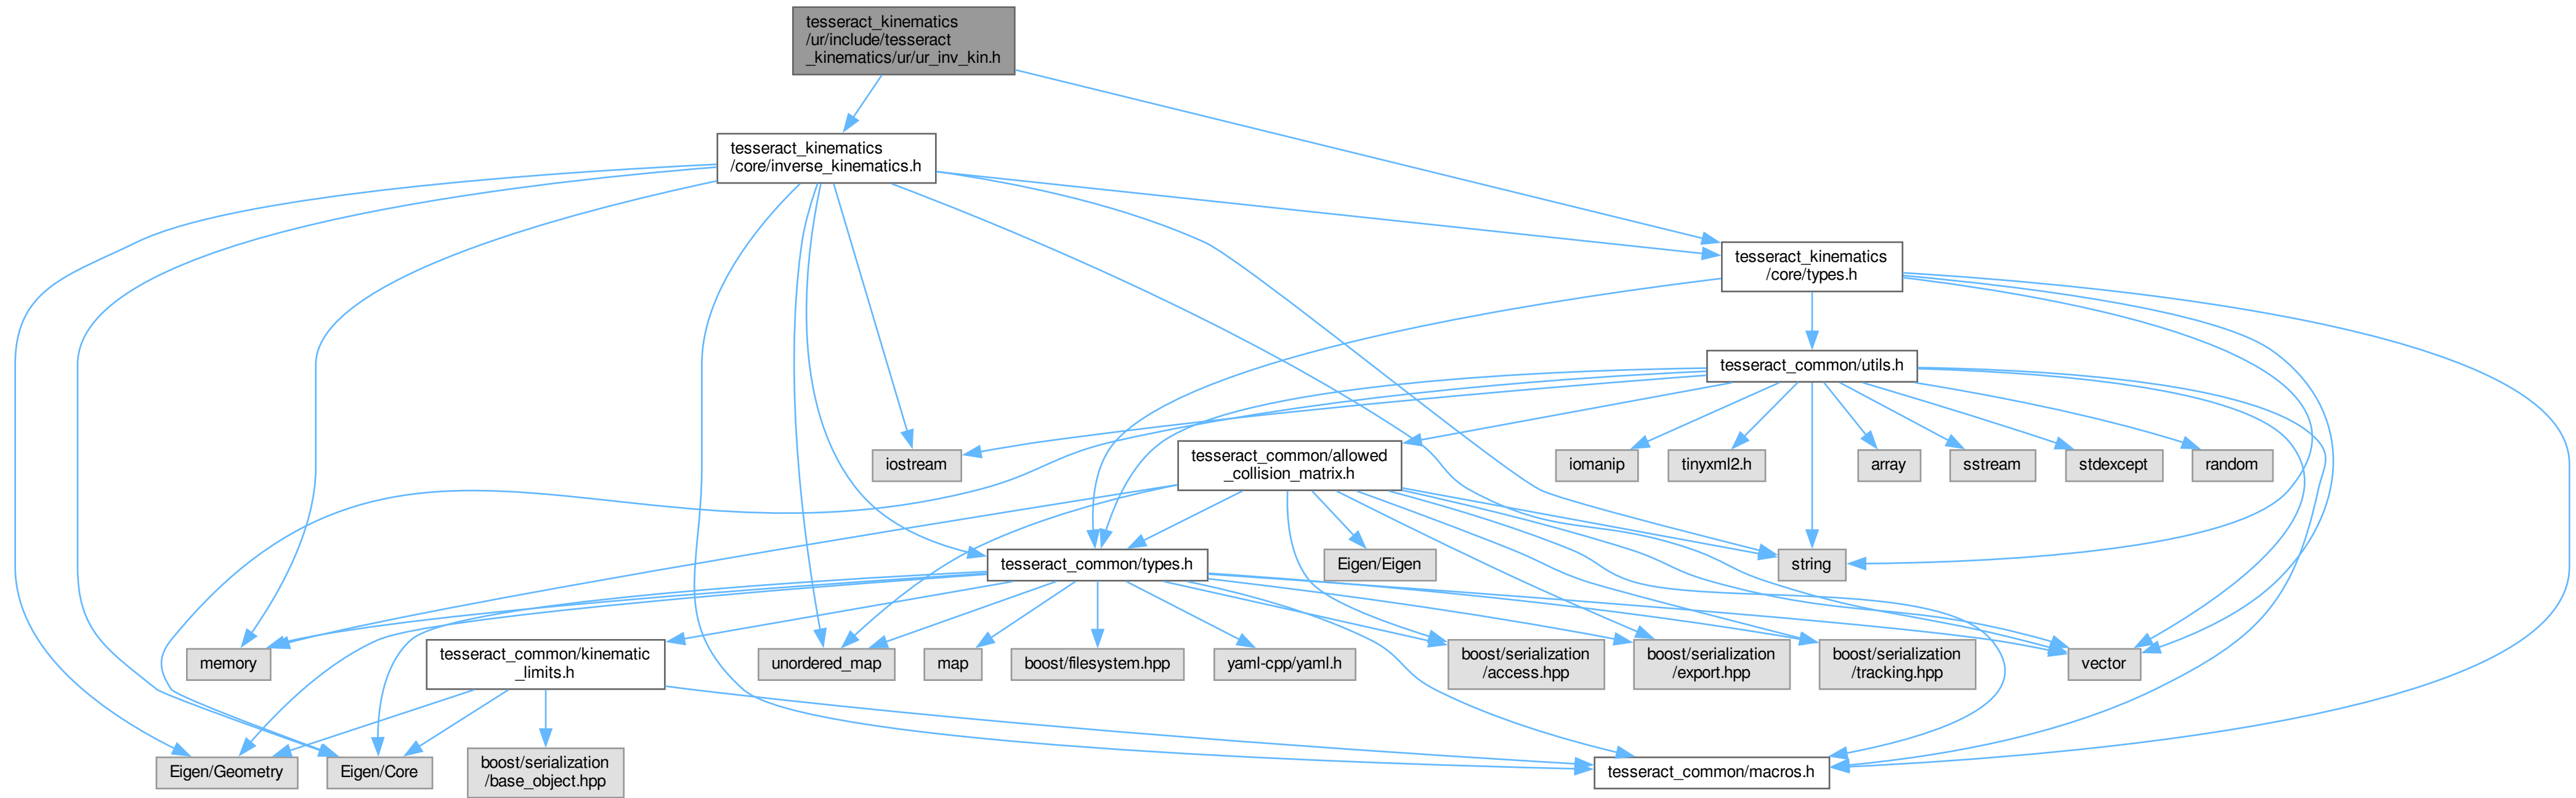 tesseract_kinematics
/ur/include/tesseract
_kinematics/ur/ur_inv_kin.h
tesseract_kinematics
/core/inverse_kinematics.h
tesseract_kinematics
/core/types.h
tesseract_common/utils.h
iostream
tesseract_common/allowed
_collision_matrix.h
iomanip
tinyxml2.h
array
sstream
stdexcept
random
tesseract_common/types.h
Eigen/Eigen
string
memory
tesseract_common/kinematic
_limits.h
unordered_map
map
boost/filesystem.hpp
yaml-cpp/yaml.h
boost/serialization
/access.hpp
boost/serialization
/export.hpp
boost/serialization
/tracking.hpp
vector
Eigen/Geometry
Eigen/Core
boost/serialization
/base_object.hpp
tesseract_common/macros.h